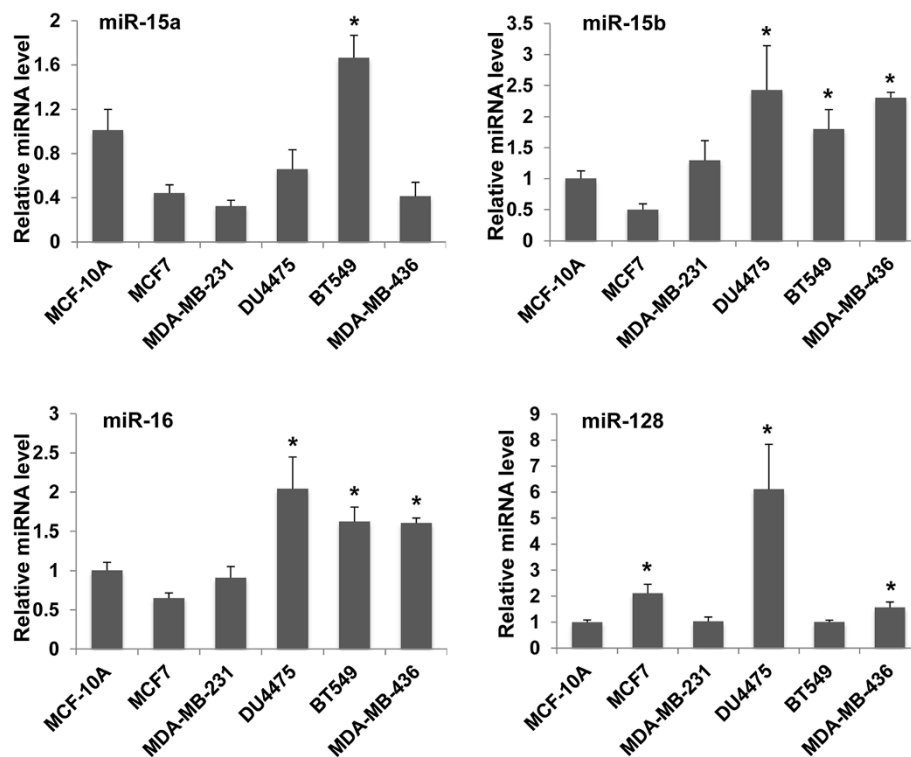 miR-15a
Relative miRNA level
2
1.6
1.2
0.8
0.4
0
*
MCF-10A
MCF7
MDA-MB-231
DU4475
BT549
MDA-MB-436
miR-15b
Relative miRNA level
3.5
3
2.5
2
1.5
1
0.5
0
*
*
*
MCF-10A
MCF7
MDA-MB-231
DU4475
BT549
MDA-MB-436
miR-16
Relative miRNA level
3
2.5
2
1.5
1
0.5
0
*
*
*
MCF-10A
MCF7
MDA-MB-231
DU4475
BT549
MDA-MB-436
miR-128
Relative miRNA level
9
8
7
6
5
4
3
2
1
0
*
*
*
MCF-10A
MCF7
MDA-MB-231
DU4475
BT549
MDA-MB-436